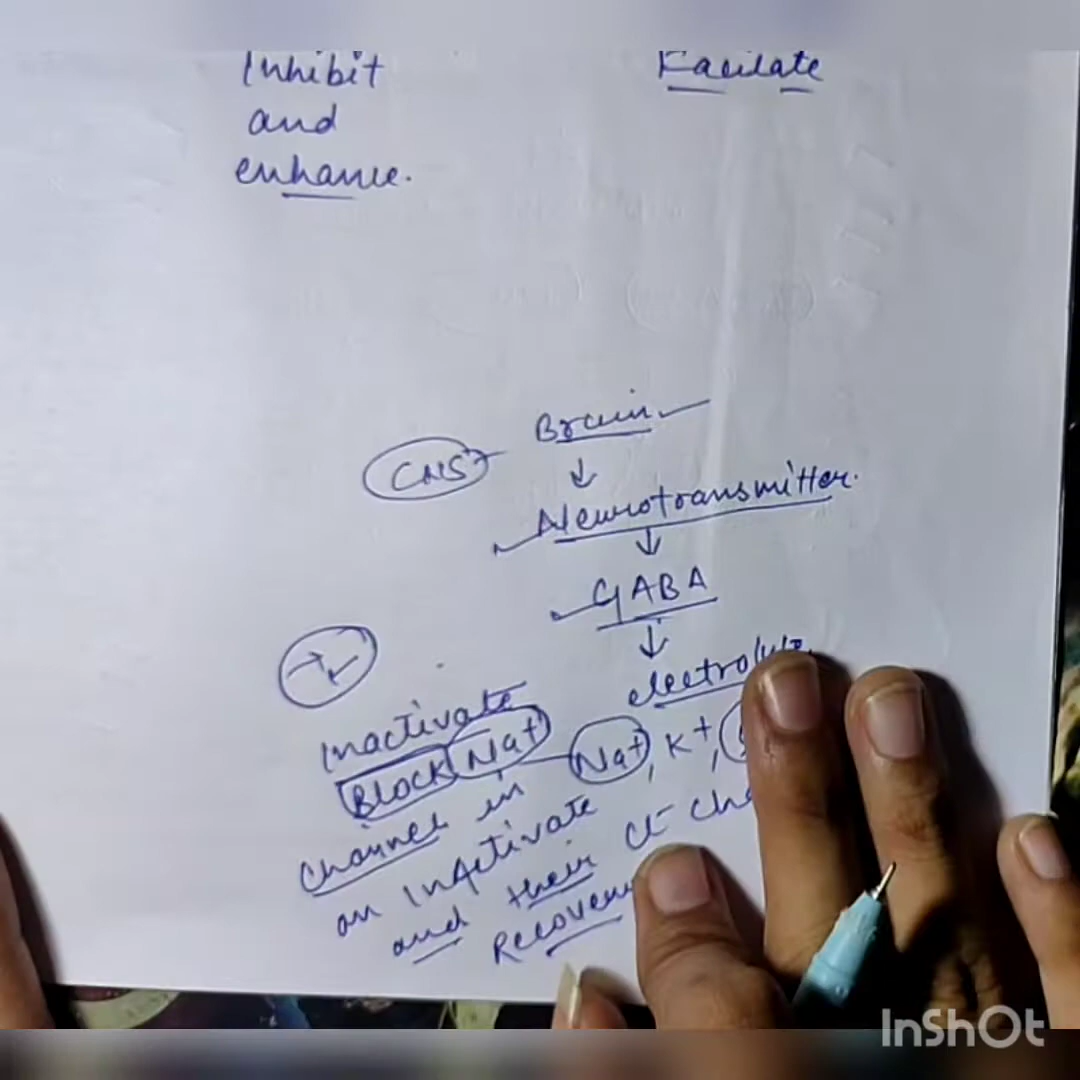 Inhibit
and
enhance.
Facilate
Brain
CNS
Neurotransmitter.
GABA
electrolyte
Inactivate
Block Na+
Na+, K+,
Channel in
an Inactivate
and their Cl- Cha
Recovery
InShOt